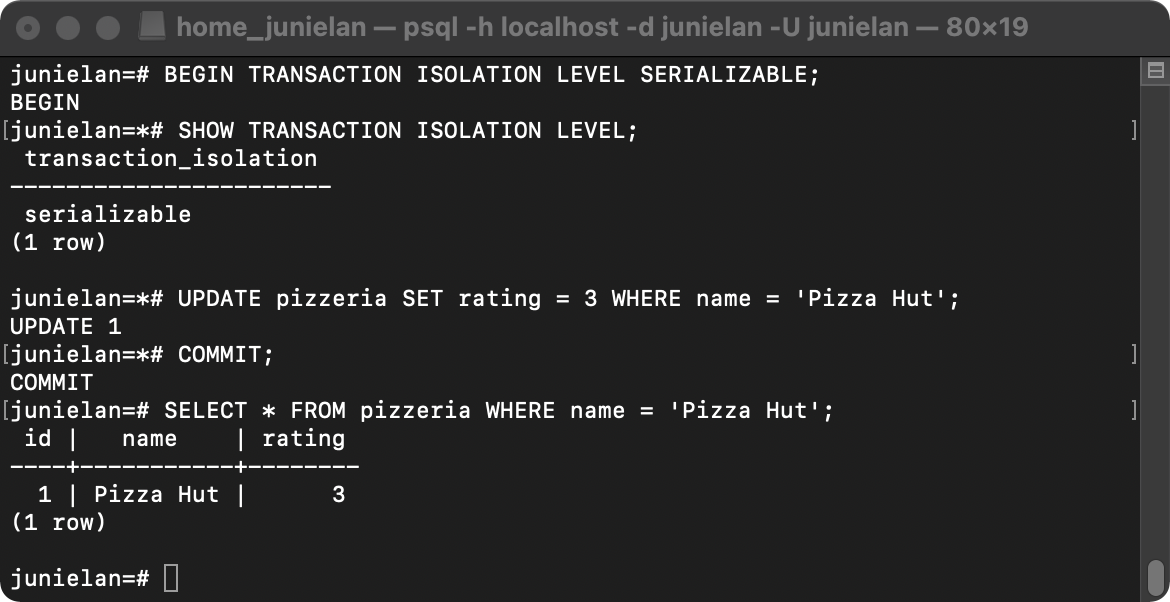 home_junielan — psql -h localhost -d junielan -U junielan — 80×19
junielan=# BEGIN TRANSACTION ISOLATION LEVEL SERIALIZABLE;
BEGIN
[junielan=*# SHOW TRANSACTION ISOLATION LEVEL; ]
 transaction_isolation
-----------------------
 serializable
(1 row)

junielan=*# UPDATE pizzeria SET rating = 3 WHERE name = 'Pizza Hut';
UPDATE 1
[junielan=*# COMMIT; ]
COMMIT
[junielan=# SELECT * FROM pizzeria WHERE name = 'Pizza Hut'; ]
 id |   name    | rating
----+-----------+--------
  1 | Pizza Hut |      3
(1 row)

junielan=#